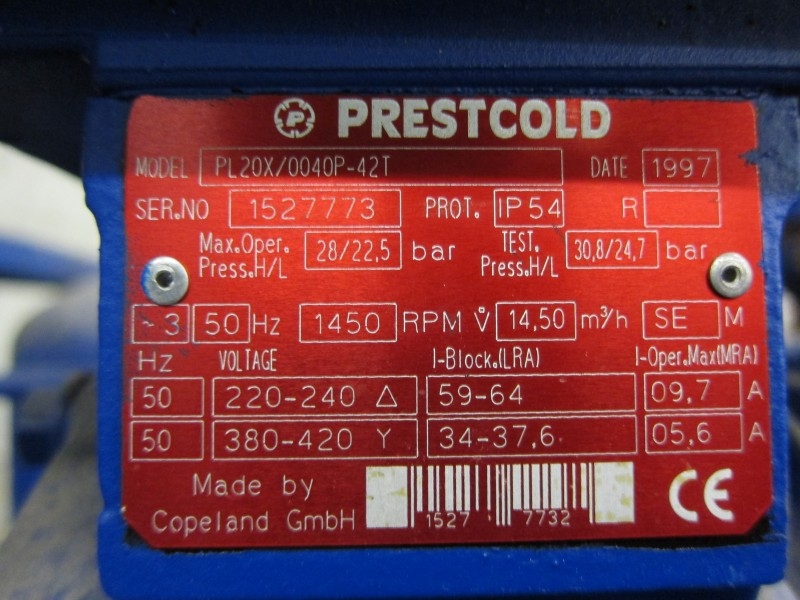 P PRESTCOLD
MODEL PL20X/0040P-42T DATE 1997
SER.NO 1527773 PROT. IP54 R
Max.Oper. Press.H/L 28/22,5 bar TEST. Press.H/L 30,8/24,7 bar
~3 50 Hz 1450 RPM V̊ 14,50 m³/h SE M
Hz VOLTAGE I-Block.(LRA) I-Oper.Max(MRA)
50 220-240 Δ 59-64 09,7 A
50 380-420 Y 34-37,6 05,6 A
Made by
Copeland GmbH 1527 7732 CE